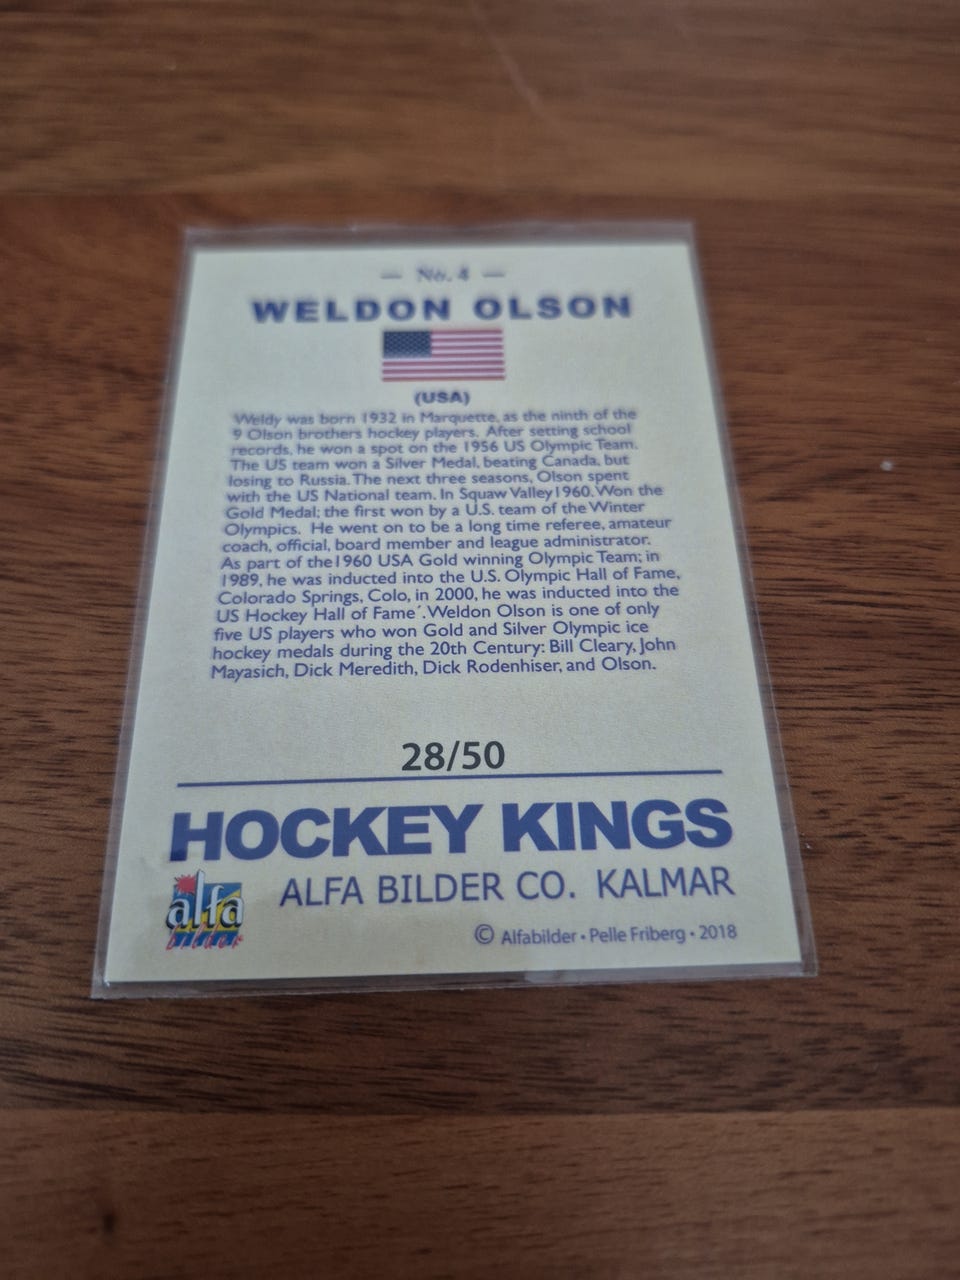 — No. 4 —
WELDON OLSON
(USA)
Weldy was born 1932 in Marquette, as the ninth of the
9 Olson brothers hockey players. After setting school
records, he won a spot on the 1956 US Olympic Team.
The US team won a Silver Medal, beating Canada, but
losing to Russia. The next three seasons, Olson spent
with the US National team. In Squaw Valley1960. Won the
Gold Medal; the first won by a U.S. team of the Winter
Olympics. He went on to be a long time referee, amateur
coach, official, board member and league administrator.
As part of the1960 USA Gold winning Olympic Team; in
1989, he was inducted into the U.S. Olympic Hall of Fame,
Colorado Springs, Colo, in 2000, he was inducted into the
US Hockey Hall of Fame´. Weldon Olson is one of only
five US players who won Gold and Silver Olympic ice
hockey medals during the 20th Century: Bill Cleary, John
Mayasich, Dick Meredith, Dick Rodenhiser, and Olson.
28/50
HOCKEY KINGS
ALFA BILDER CO. KALMAR
alfa
bilder
© Alfabilder • Pelle Friberg • 2018